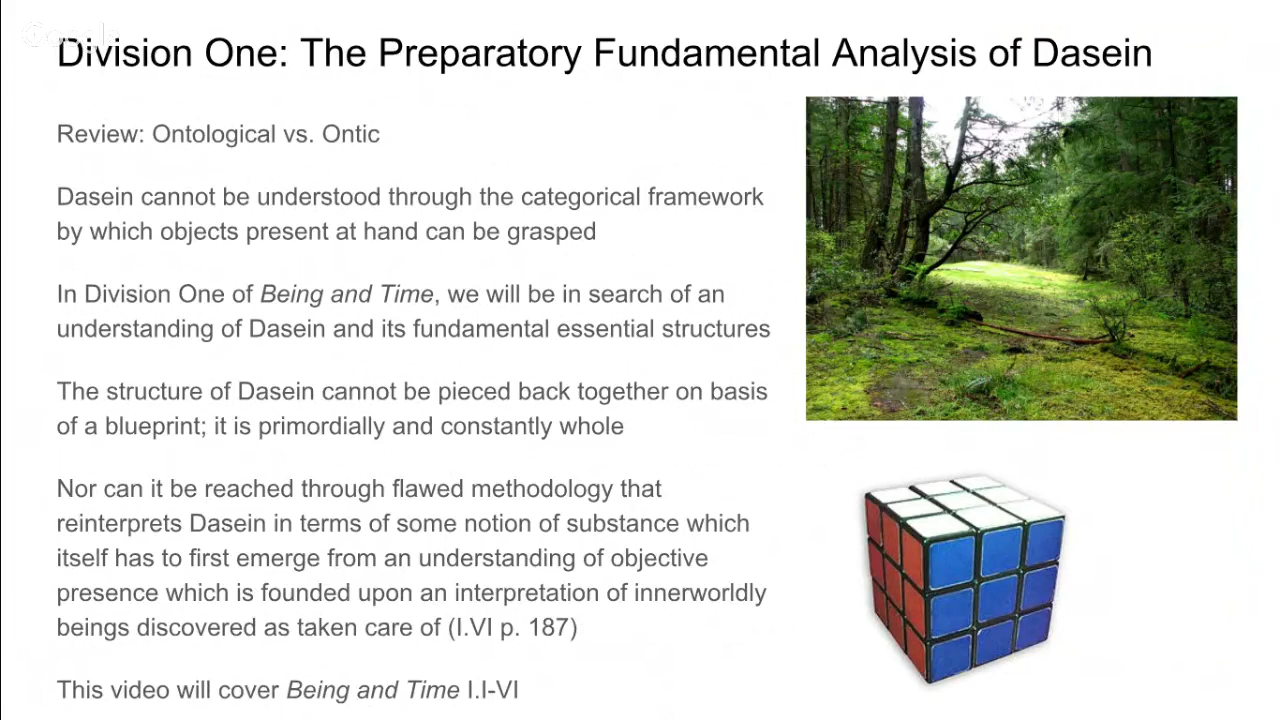 Google
Division One: The Preparatory Fundamental Analysis of Dasein
Review: Ontological vs. Ontic
Dasein cannot be understood through the categorical framework
by which objects present at hand can be grasped
In Division One of Being and Time, we will be in search of an
understanding of Dasein and its fundamental essential structures
The structure of Dasein cannot be pieced back together on basis
of a blueprint; it is primordially and constantly whole
Nor can it be reached through flawed methodology that
reinterprets Dasein in terms of some notion of substance which
itself has to first emerge from an understanding of objective
presence which is founded upon an interpretation of innerworldly
beings discovered as taken care of (I.VI p. 187)
This video will cover Being and Time I.I-VI